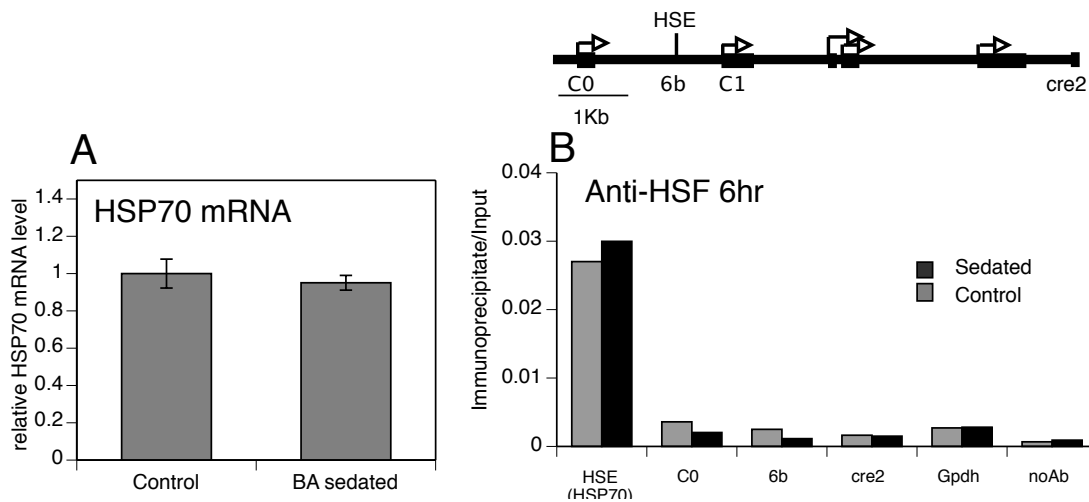 HSE
C0
6b
C1
cre2
1Kb
A
HSP70 mRNA
relative HSP70 mRNA level
1.4
1.2
1
0.8
0.6
0.4
0.2
0
Control
BA sedated
B
Anti-HSF 6hr
Immunoprecipitate/Input
0.04
0.03
0.02
0.01
0
Sedated
Control
HSE
(HSP70)
C0
6b
cre2
Gpdh
noAb